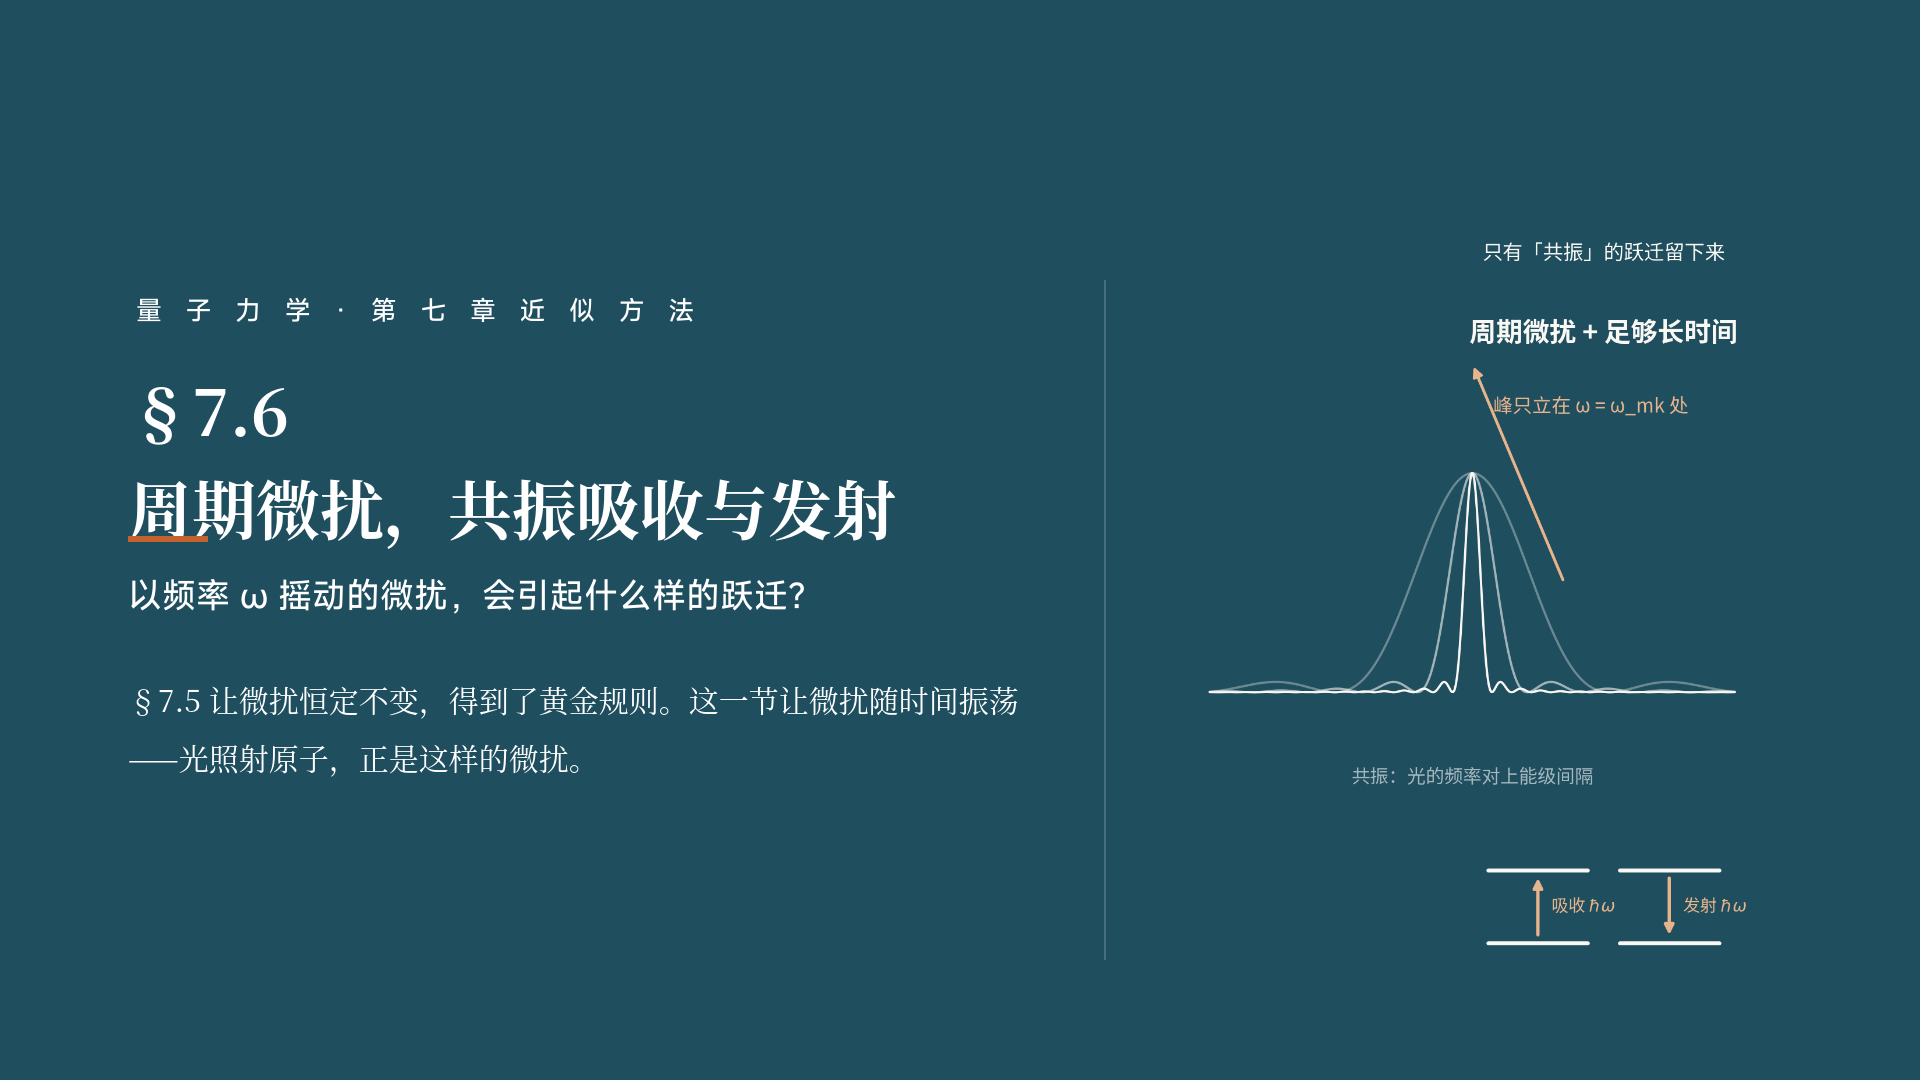 量子力学·第七章近似方法
§7.6
周期微扰，共振吸收与发射
以频率 ω 摇动的微扰，会引起什么样的跃迁？
§7.5 让微扰恒定不变，得到了黄金规则。这一节让微扰随时间振荡
——光照射原子，正是这样的微扰。
只有「共振」的跃迁留下来
周期微扰 + 足够长时间
峰只立在 ω = ω_mk 处
共振：光的频率对上能级间隔
吸收 ħω
发射 ħω